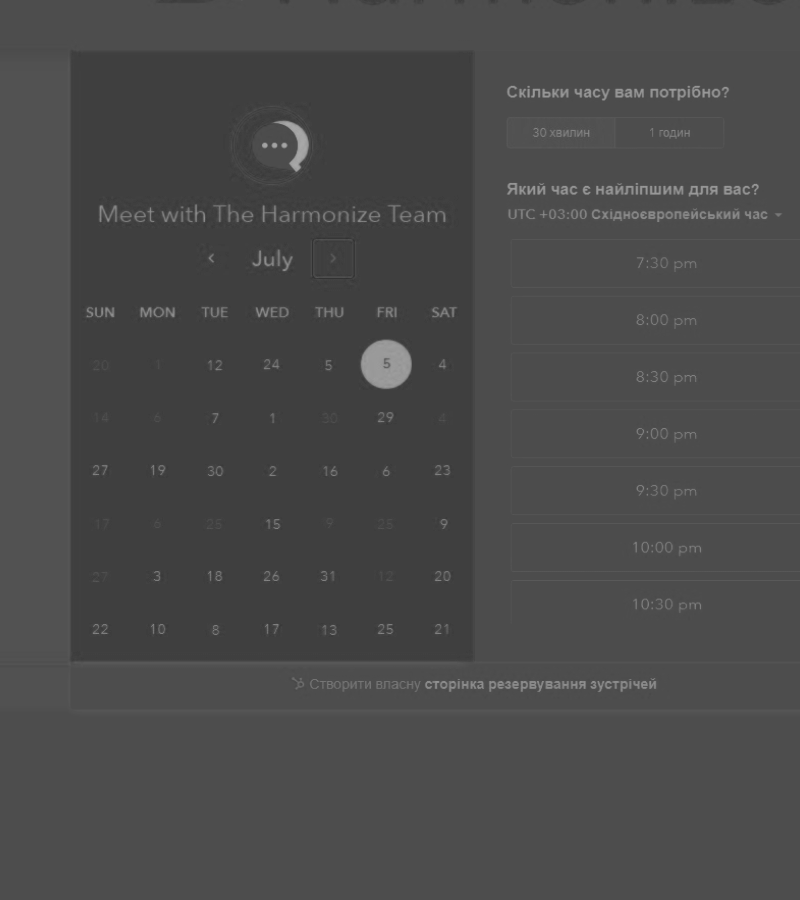 Meet with The Harmonize Team
July
SUN MON TUE WED THU FRI SAT
20 1 12 24 5 5 4
14 6 7 1 30 29 4
27 19 30 2 16 6 23
17 6 25 15 9 25 9
27 3 18 26 31 12 20
22 10 8 17 13 25 21
Скільки часу вам потрібно?
30 хвилин 1 годин
Який час є найліпшим для вас?
UTC +03:00 Східноєвропейський час
7:30 pm
8:00 pm
8:30 pm
9:00 pm
9:30 pm
10:00 pm
10:30 pm
Створити власну сторінка резервування зустрічей